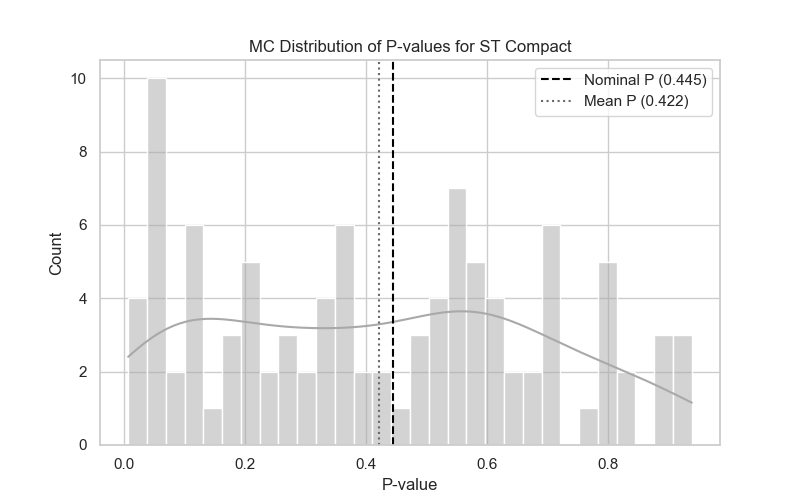 MC Distribution of P-values for ST Compact
Nominal P (0.445)
Mean P (0.422)
10
8
6
4
2
0
Count
0.0 0.2 0.4 0.6 0.8
P-value